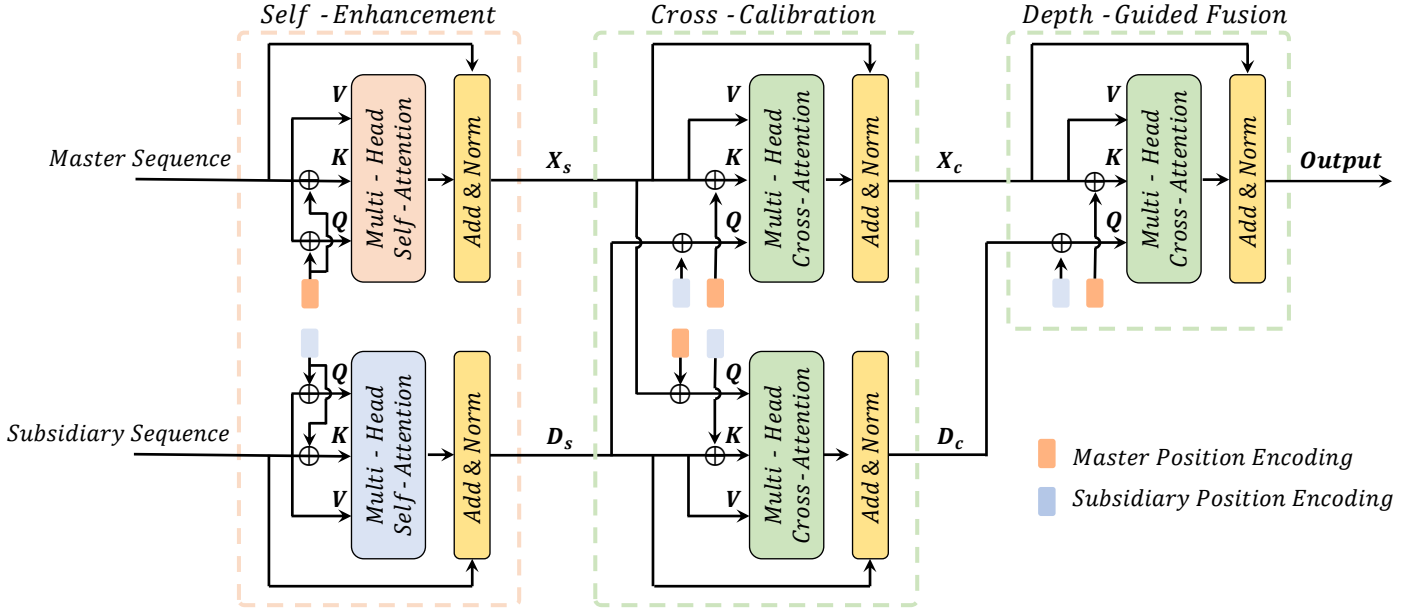 Self - Enhancement
Cross - Calibration
Depth - Guided Fusion
Master Sequence
V
K
Q
Multi - Head
Self - Attention
Add & Norm
X_s
V
K
Q
Multi - Head
Cross - Attention
Add & Norm
X_c
V
K
Q
Multi - Head
Cross - Attention
Add & Norm
Output
Subsidiary Sequence
Q
K
V
Multi - Head
Self - Attention
Add & Norm
D_s
Q
K
V
Multi - Head
Cross - Attention
Add & Norm
D_c
Master Position Encoding
Subsidiary Position Encoding